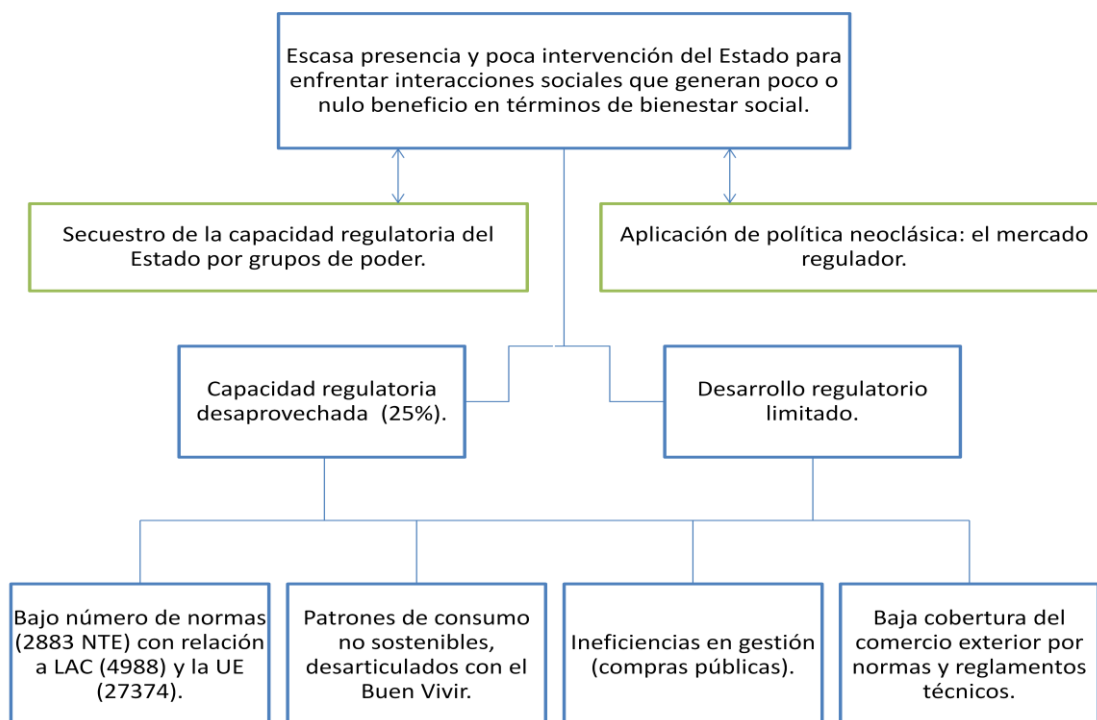 Escasa presencia y poca intervención del Estado para
enfrentar interacciones sociales que generan poco o
nulo beneficio en términos de bienestar social.
Secuestro de la capacidad regulatoria del
Estado por grupos de poder.
Aplicación de política neoclásica: el mercado
regulador.
Capacidad regulatoria
desaprovechada (25%).
Desarrollo regulatorio
limitado.
Bajo número de normas
(2883 NTE) con relación
a LAC (4988) y la UE
(27374).
Patrones de consumo
no sostenibles,
desarticulados con el
Buen Vivir.
Ineficiencias en gestión
(compras públicas).
Baja cobertura del
comercio exterior por
normas y reglamentos
técnicos.